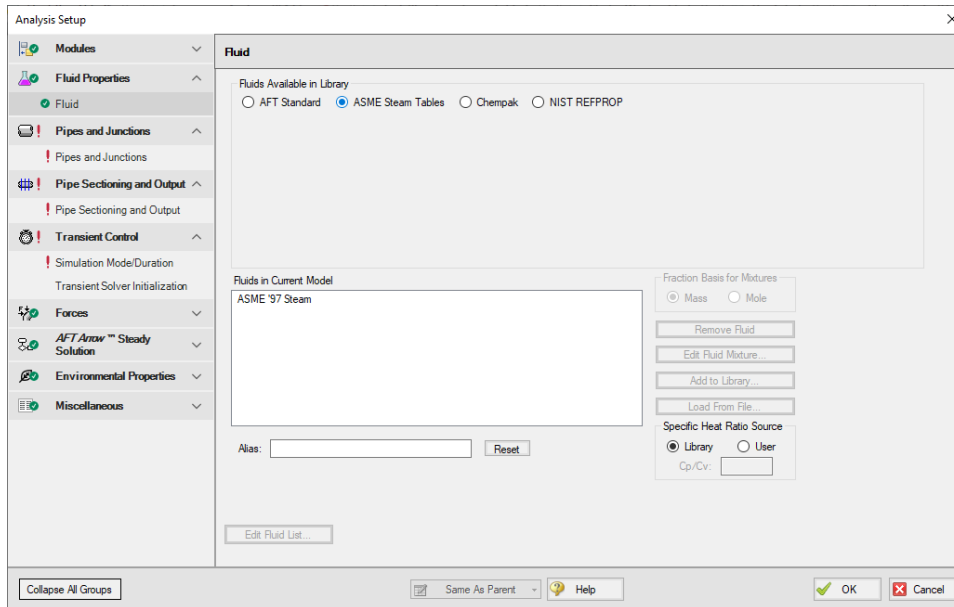 Analysis Setup
Modules
Fluid Properties
Fluid
Pipes and Junctions
Pipes and Junctions
Pipe Sectioning and Output
Pipe Sectioning and Output
Transient Control
Simulation Mode/Duration
Transient Solver Initialization
Forces
AFT Arrow ™ Steady
Solution
Environmental Properties
Miscellaneous
Collapse All Groups
Fluid
Fluids Available in Library
AFT Standard ASME Steam Tables Chempak NIST REFPROP
Fluids in Current Model
ASME '97 Steam
Alias: Reset
Edit Fluid List...
Fraction Basis for Mixtures
Mass Mole
Remove Fluid
Edit Fluid Mixture...
Add to Library...
Load From File...
Specific Heat Ratio Source
Library User
Cp/Cv:
Same As Parent Help OK Cancel